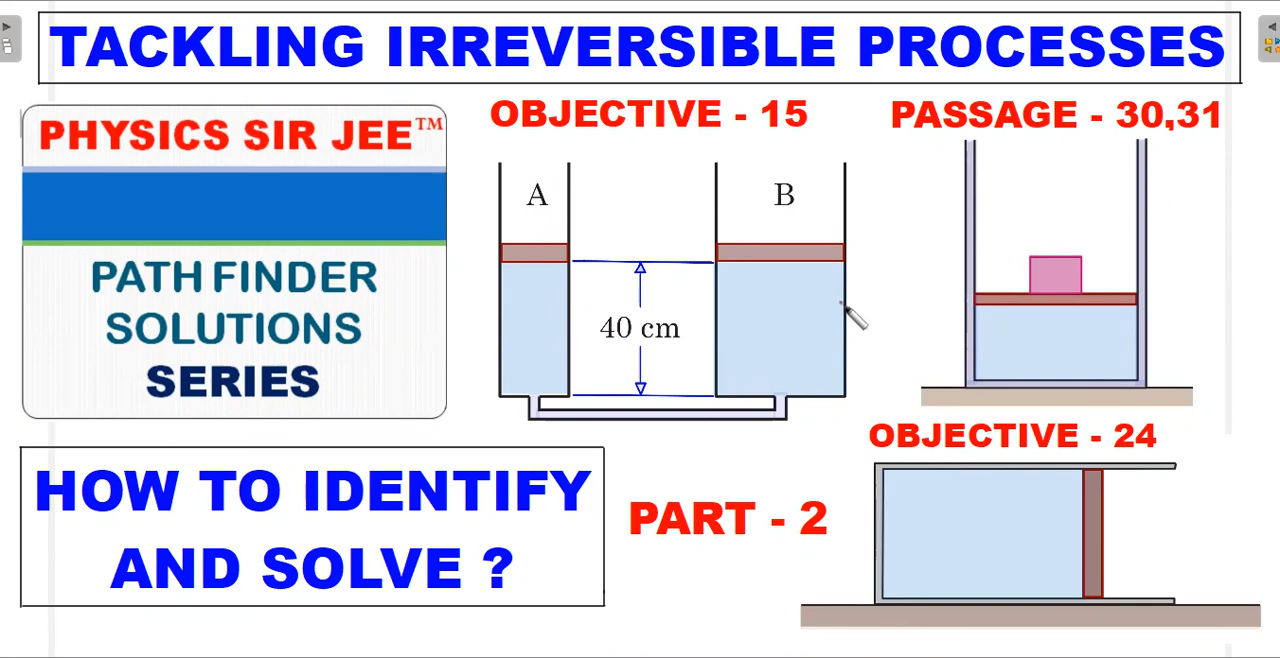 TACKLING IRREVERSIBLE PROCESSES
PHYSICS SIR JEE™
PATH FINDER
SOLUTIONS
SERIES
OBJECTIVE - 15
A
B
40 cm
PASSAGE - 30,31
OBJECTIVE - 24
HOW TO IDENTIFY
AND SOLVE ?
PART - 2